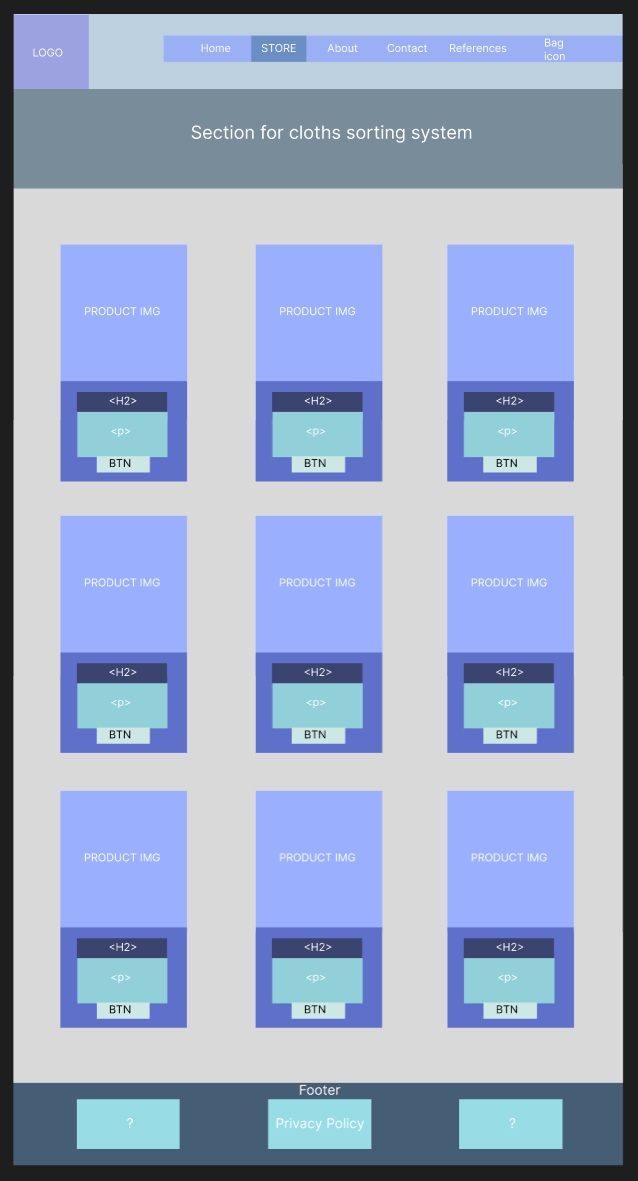 LOGO
Home STORE About Contact References Bag
icon
Section for cloths sorting system
PRODUCT IMG PRODUCT IMG PRODUCT IMG
<H2> <H2> <H2>
<p> <p> <p>
BTN BTN BTN
PRODUCT IMG PRODUCT IMG PRODUCT IMG
<H2> <H2> <H2>
<p> <p> <p>
BTN BTN BTN
PRODUCT IMG PRODUCT IMG PRODUCT IMG
<H2> <H2> <H2>
<p> <p> <p>
BTN BTN BTN
Footer
? Privacy Policy ?